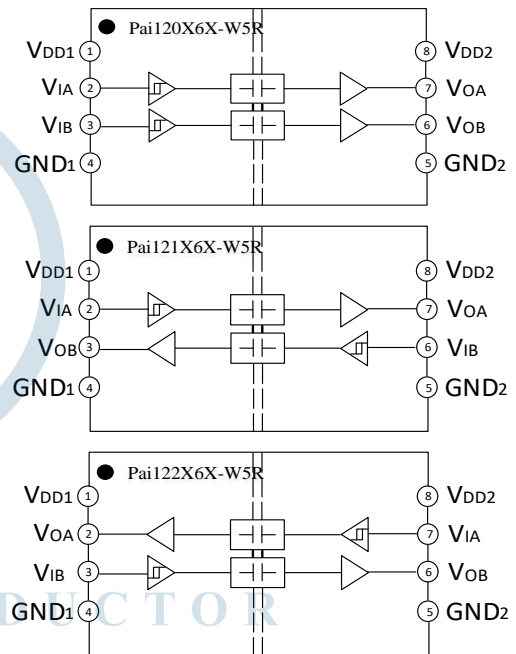 Pai120X6X-W5R
VDD1 1 8 VDD2
VIA 2 7 VOA
VIB 3 6 VOB
GND1 4 5 GND2
Pai121X6X-W5R
VDD1 1 8 VDD2
VIA 2 7 VOA
VOB 3 6 VIB
GND1 4 5 GND2
Pai122X6X-W5R
VDD1 1 8 VDD2
VOA 2 7 VIA
VIB 3 6 VOB
GND1 4 5 GND2
DUCTOR